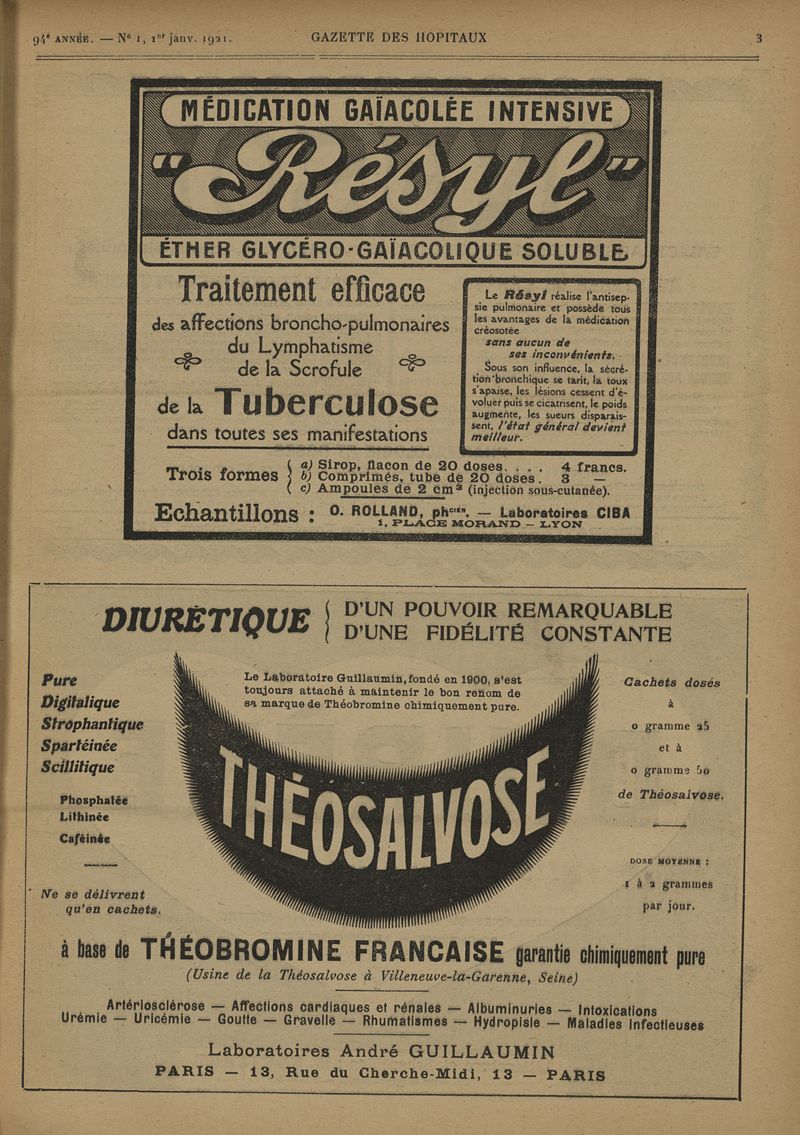 94ᵉ ANNÉE. — Nº 1, 1ᵉʳ janv. 1921.
GAZETTE DES HOPITAUX
3
MÉDICATION GAÏACOLÉE INTENSIVE
"Résyl"
ÉTHER GLYCÉRO-GAÏACOLIQUE SOLUBLE
Traitement efficace
des affections broncho-pulmonaires
du Lymphatisme
de la Scrofule
de la Tuberculose
dans toutes ses manifestations
Le Résyl réalise l'antisep-
sie pulmonaire et possède tous
les avantages de la médication
créosotée
sans aucun de
ses inconvénients.
Sous son influence, la sécré-
tion bronchique se tarit, la toux
s'apaise, les lésions cessent d'é-
voluer puis se cicatrisent, le poids
augmente, les sueurs disparais-
sent, l'état général devient
meilleur.
Trois formes
a) Sirop, flacon de 20 doses. . . . 4 francs.
b) Comprimés, tube de 20 doses. 3 —
c) Ampoules de 2 cm³ (injection sous-cutanée).
Echantillons : O. ROLLAND, phᶜⁱᵉⁿ. — Laboratoires CIBA
1, PLACE MORAND — LYON
DIURÉTIQUE
D'UN POUVOIR REMARQUABLE
D'UNE FIDÉLITÉ CONSTANTE
Pure
Digitalique
Strophantique
Spartéinée
Scillitique
Phosphatée
Lithinée
Caféinée
Ne se délivrent
qu'en cachets.
Le Laboratoire Guillaumin, fondé en 1900, s'est
toujours attaché à maintenir le bon renom de
sa marque de Théobromine chimiquement pure.
THÉOSALVOSE
Cachets dosés
à
0 gramme 25
et à
0 gramme 50
de Théosalvose.
DOSE MOYENNE :
1 à 2 grammes
par jour.
à base de THÉOBROMINE FRANCAISE garantie chimiquement pure
(Usine de la Théosalvose à Villeneuve-la-Garenne, Seine)
Artériosclérose — Affections cardiaques et rénales — Albuminuries — Intoxications
Urémie — Uricémie — Goutte — Gravelle — Rhumatismes — Hydropisie — Maladies Infectieuses
Laboratoires André GUILLAUMIN
PARIS — 13, Rue du Cherche-Midi, 13 — PARIS